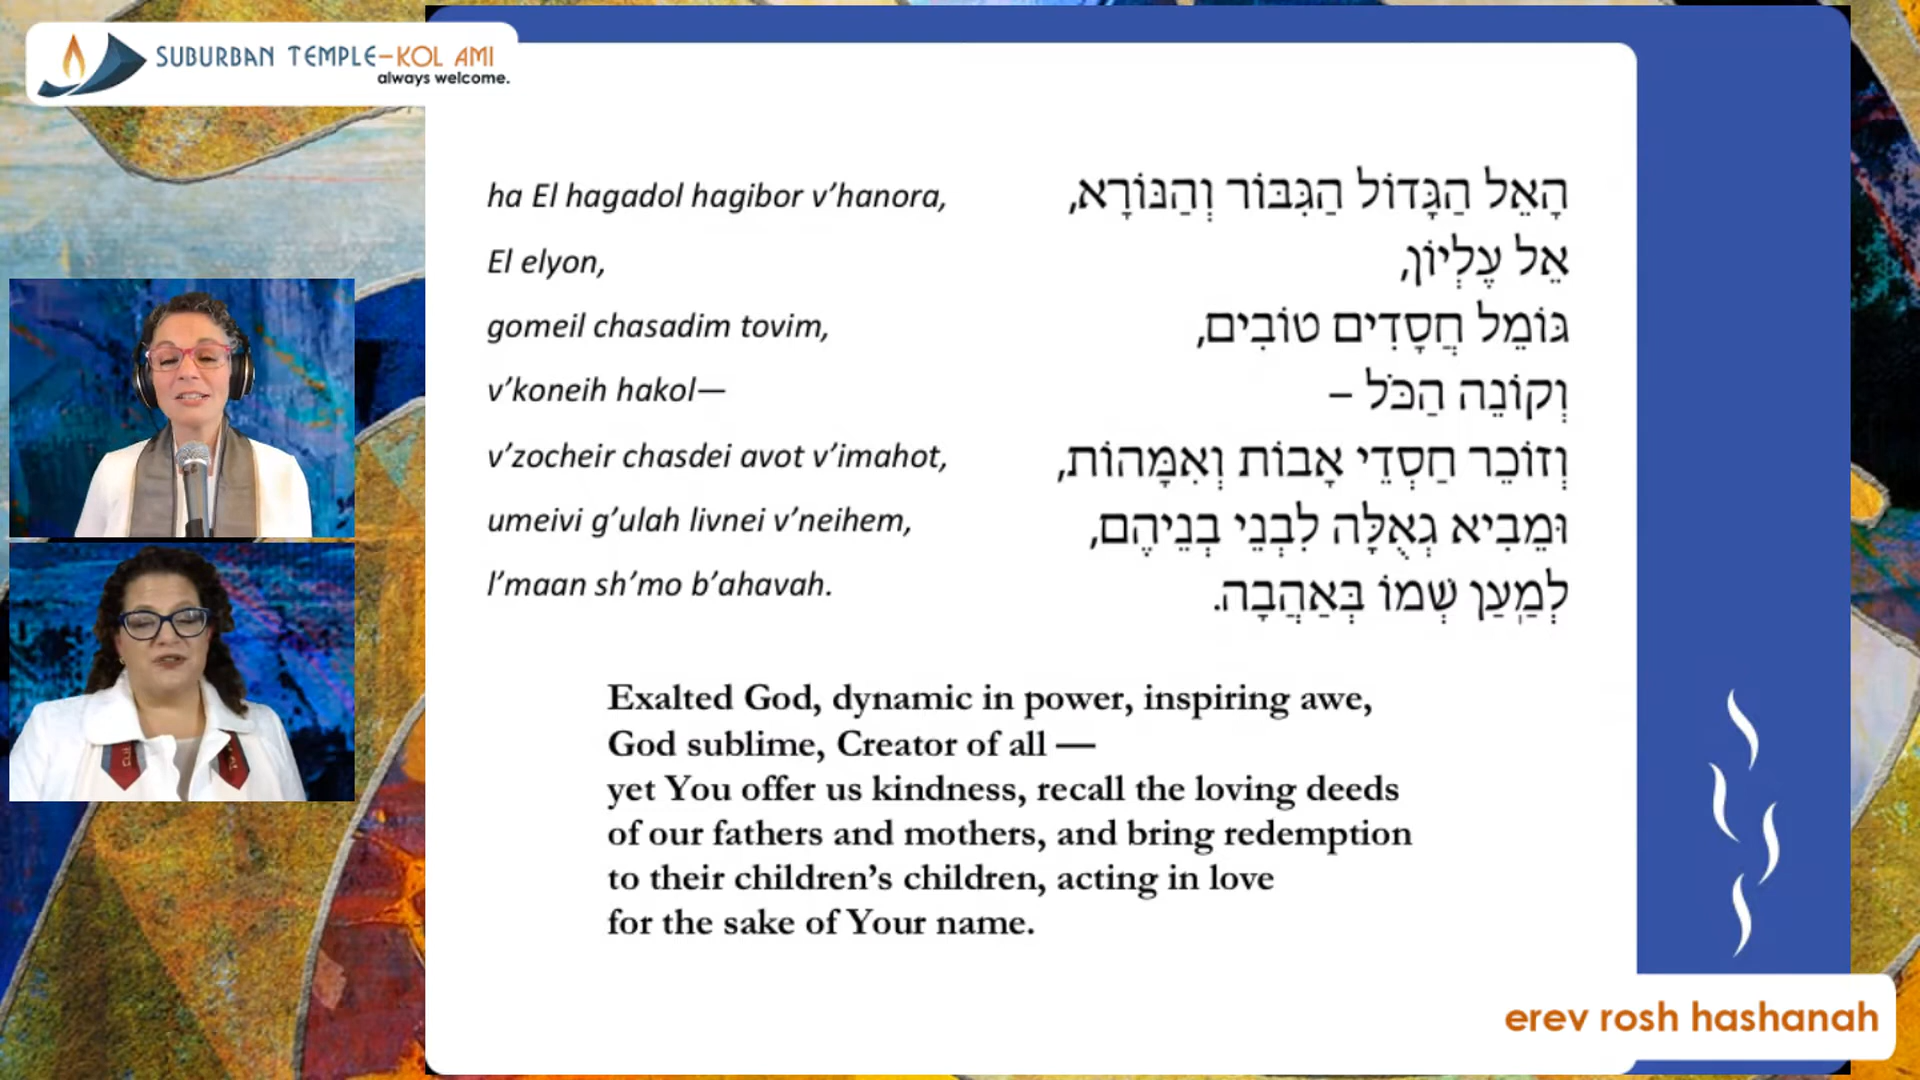 SUBURBAN TEMPLE–KOL AMI
always welcome.
ha El hagadol hagibor v’hanora,
El elyon,
gomeil chasadim tovim,
v’koneih hakol—
v’zocheir chasdei avot v’imahot,
umeivi g’ulah livnei v’neihem,
l’maan sh’mo b’ahavah.
הָאֵל הַגָּדוֹל הַגִּבּוֹר וְהַנּוֹרָא,
אֵל עֶלְיוֹן,
גּוֹמֵל חֲסָדִים טוֹבִים,
וְקוֹנֵה הַכֹּל –
וְזוֹכֵר חַסְדֵי אָבוֹת וְאִמָּהוֹת,
וּמֵבִיא גְאֻלָּה לִבְנֵי בְנֵיהֶם,
לְמַֽעַן שְׁמוֹ בְּאַהֲבָה.
Exalted God, dynamic in power, inspiring awe,
God sublime, Creator of all —
yet You offer us kindness, recall the loving deeds
of our fathers and mothers, and bring redemption
to their children’s children, acting in love
for the sake of Your name.
erev rosh hashanah